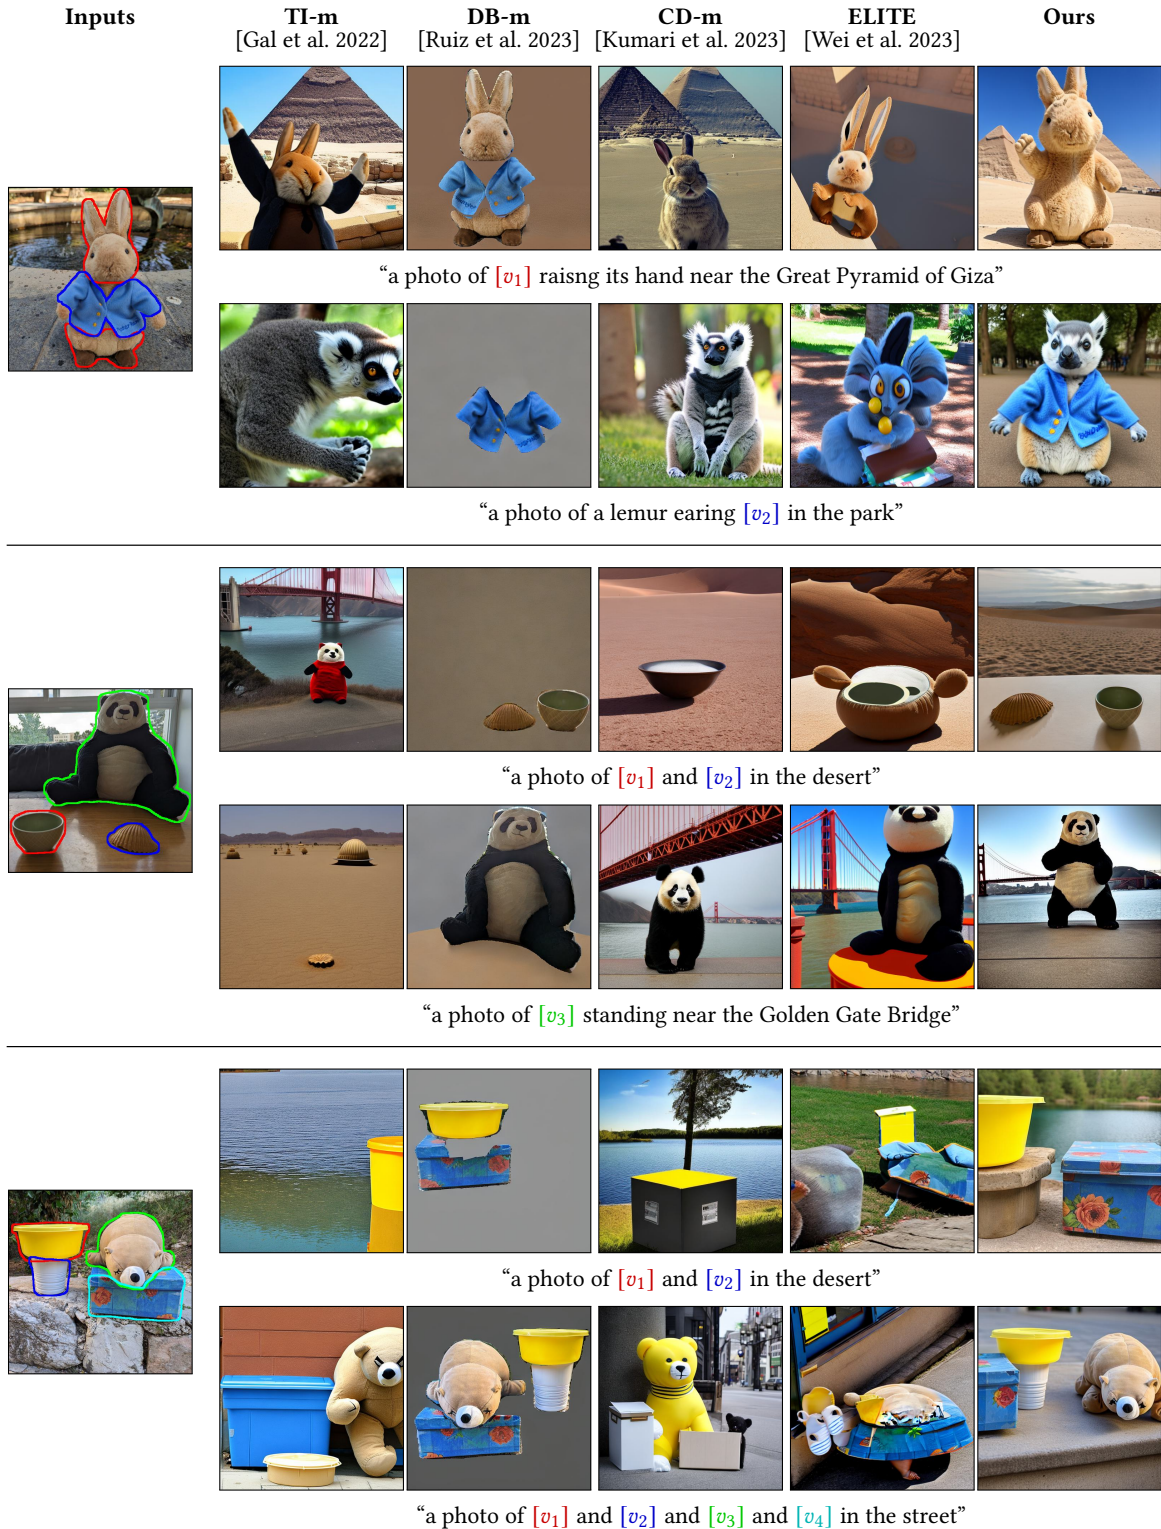 Inputs TI-m DB-m CD-m ELITE Ours
[Gal et al. 2022] [Ruiz et al. 2023] [Kumari et al. 2023] [Wei et al. 2023]
“a photo of [v₁] raisng its hand near the Great Pyramid of Giza”
“a photo of a lemur earing [v₂] in the park”
“a photo of [v₁] and [v₂] in the desert”
“a photo of [v₃] standing near the Golden Gate Bridge”
“a photo of [v₁] and [v₂] in the desert”
“a photo of [v₁] and [v₂] and [v₃] and [v₄] in the street”